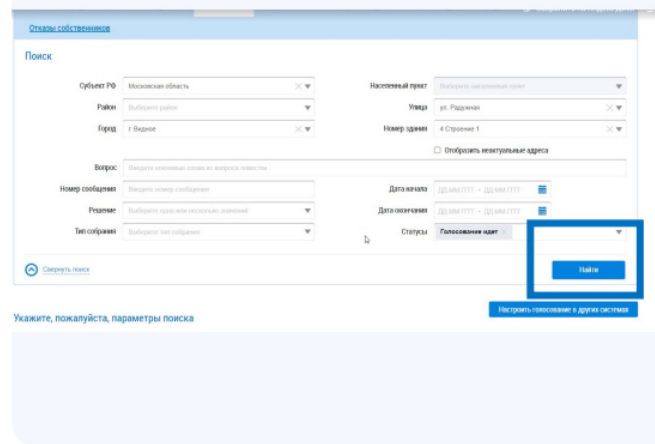 Отказы собственников
Поиск
Субъект РФ Московская область Населенный пункт Выберите населенный пункт
Район Выберите район Улица ул. Радужная
Город г. Видное Номер здания 4 Строение 1
Отобразить неактуальные адреса
Вопрос Введите ключевые слова из вопроса повестки
Номер сообщения Введите номер сообщения Дата начала ДД.ММ.ГГГГ - ДД.ММ.ГГГГ
Решение Выберите одно или несколько значений Дата окончания ДД.ММ.ГГГГ - ДД.ММ.ГГГГ
Тип собрания Выберите тип собрания Статусы Голосование идет
Свернуть поиск Найти
Настроить голосование в других системах
Укажите, пожалуйста, параметры поиска